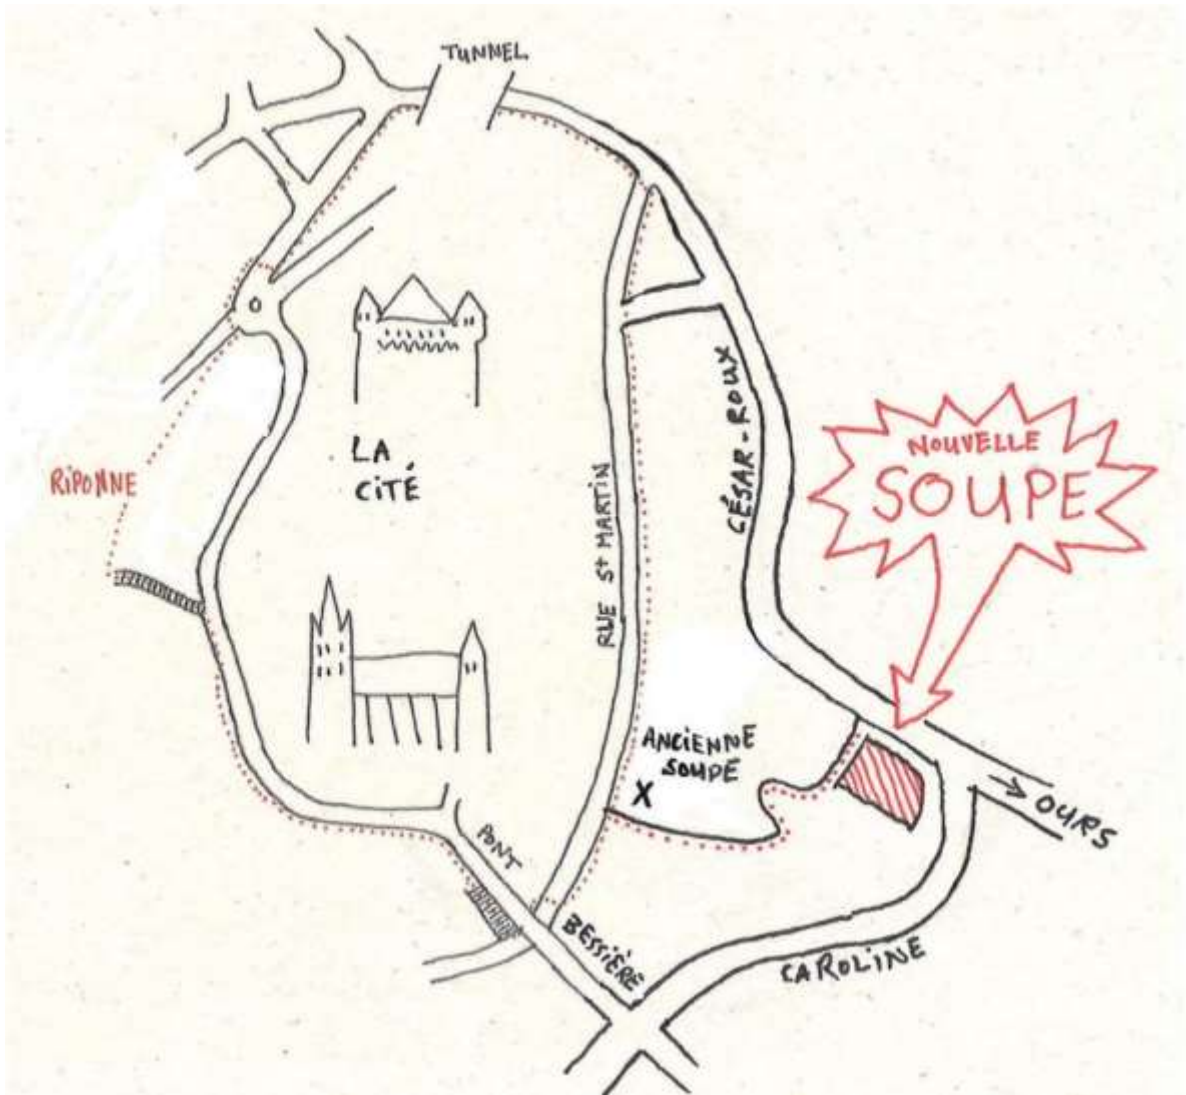 TUNNEL
CÉSAR-ROUX
NOUVELLE
SOUPE
RIPONNE
LA
CITÉ
RUE St MARTIN
ANCIENNE
SOUPE
X
OURS
PONT
BESSIÈRE
CAROLINE